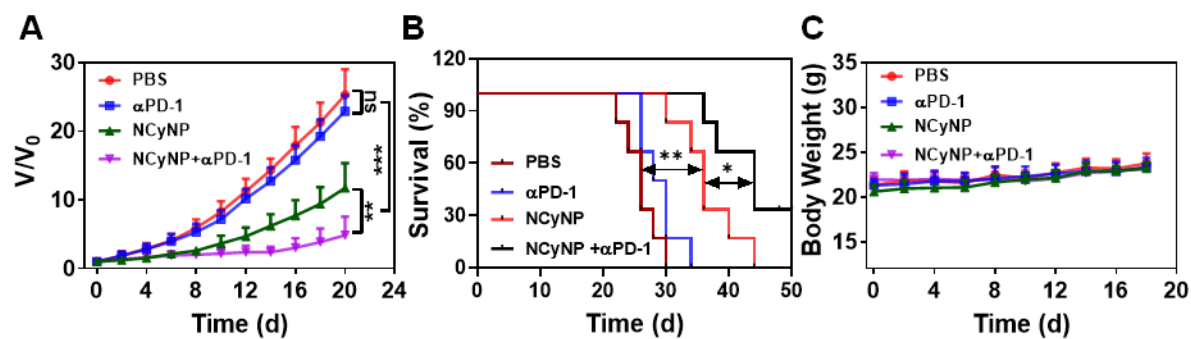 A
V/V0
30
20
10
0
PBS
αPD-1
NCyNP
NCyNP+αPD-1
ns
***
**
0 4 8 12 16 20 24
Time (d)
B
Survival (%)
120
90
60
30
0
**
*
PBS
αPD-1
NCyNP
NCyNP +αPD-1
0 10 20 30 40 50
Time (d)
C
Body Weight (g)
35
30
25
20
15
PBS
αPD-1
NCyNP
NCyNP+αPD-1
0 4 8 12 16 20
Time (d)